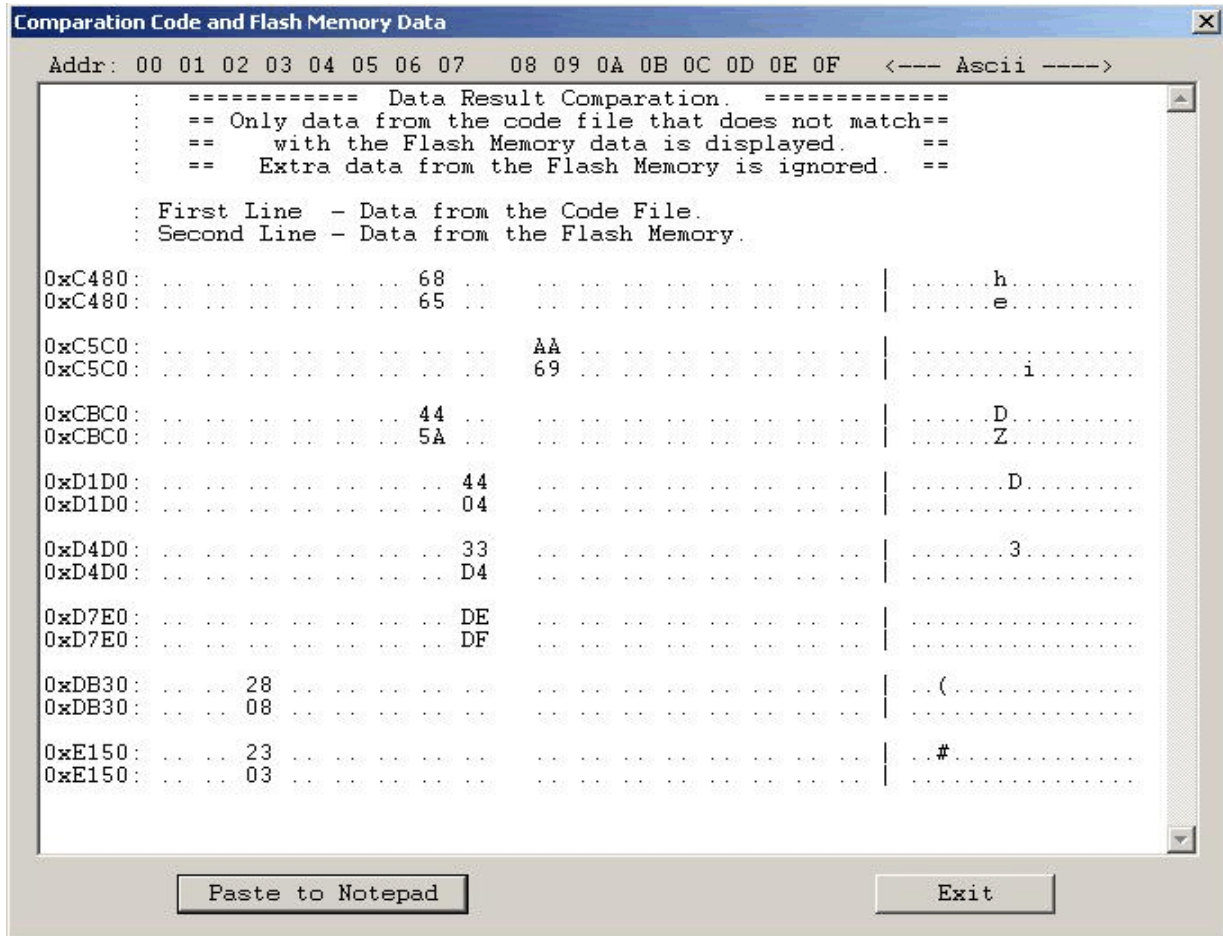 Comparation Code and Flash Memory Data
Addr: 00 01 02 03 04 05 06 07 08 09 0A 0B 0C 0D 0E 0F <--- Ascii ---->
: ============ Data Result Comparation. =============
: == Only data from the code file that does not match==
: == with the Flash Memory data is displayed. ==
: == Extra data from the Flash Memory is ignored. ==
: First Line - Data from the Code File.
: Second Line - Data from the Flash Memory.
0xC480: .. .. .. .. .. .. 68 .. .. .. .. .. .. .. .. .. | ......h.........
0xC480: .. .. .. .. .. .. 65 .. .. .. .. .. .. .. .. .. | ......e.........
0xC5C0: .. .. .. .. .. .. .. .. AA .. .. .. .. .. .. .. | ................
0xC5C0: .. .. .. .. .. .. .. .. 69 .. .. .. .. .. .. .. | ........i.......
0xCBC0: .. .. .. .. .. .. 44 .. .. .. .. .. .. .. .. .. | ......D.........
0xCBC0: .. .. .. .. .. .. 5A .. .. .. .. .. .. .. .. .. | ......Z.........
0xD1D0: .. .. .. .. .. .. .. 44 .. .. .. .. .. .. .. .. | .......D........
0xD1D0: .. .. .. .. .. .. .. 04 .. .. .. .. .. .. .. .. | ................
0xD4D0: .. .. .. .. .. .. .. 33 .. .. .. .. .. .. .. .. | .......3........
0xD4D0: .. .. .. .. .. .. .. D4 .. .. .. .. .. .. .. .. | ................
0xD7E0: .. .. .. .. .. .. .. DE .. .. .. .. .. .. .. .. | ................
0xD7E0: .. .. .. .. .. .. .. DF .. .. .. .. .. .. .. .. | ................
0xDB30: .. .. 28 .. .. .. .. .. .. .. .. .. .. .. .. .. | ..(.............
0xDB30: .. .. 08 .. .. .. .. .. .. .. .. .. .. .. .. .. | ................
0xE150: .. .. 23 .. .. .. .. .. .. .. .. .. .. .. .. .. | ..#.............
0xE150: .. .. 03 .. .. .. .. .. .. .. .. .. .. .. .. .. | ................
Paste to Notepad Exit